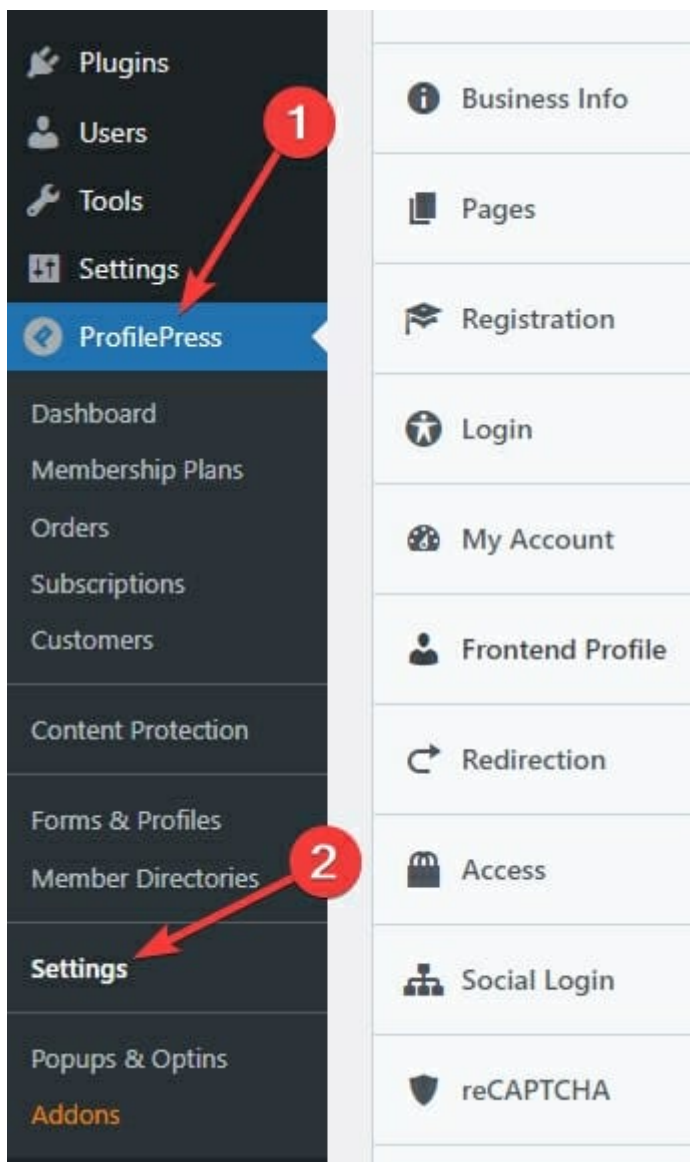 Plugins
Users
1
Tools
Settings
ProfilePress
Dashboard
Membership Plans
Orders
Subscriptions
Customers
Content Protection
Forms & Profiles
Member Directories
2
Settings
Popups & Optins
Addons
Business Info
Pages
Registration
Login
My Account
Frontend Profile
Redirection
Access
Social Login
reCAPTCHA